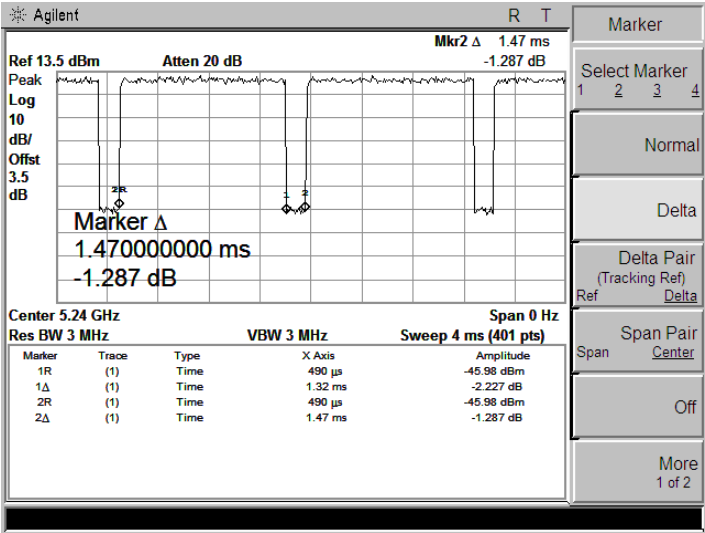 Agilent R T
Mkr2 Δ 1.47 ms
Ref 13.5 dBm Atten 20 dB -1.287 dB
Peak
Log
10
dB/
Offst
3.5
dB
2R
1
2
Marker Δ
1.470000000 ms
-1.287 dB
Center 5.24 GHz Span 0 Hz
Res BW 3 MHz VBW 3 MHz Sweep 4 ms (401 pts)
Marker Trace Type X Axis Amplitude
1R (1) Time 490 µs -45.98 dBm
1Δ (1) Time 1.32 ms -2.227 dB
2R (1) Time 490 µs -45.98 dBm
2Δ (1) Time 1.47 ms -1.287 dB
Marker
Select Marker
1 2 3 4
Normal
Delta
Delta Pair
(Tracking Ref)
Ref Delta
Span Pair
Span Center
Off
More
1 of 2